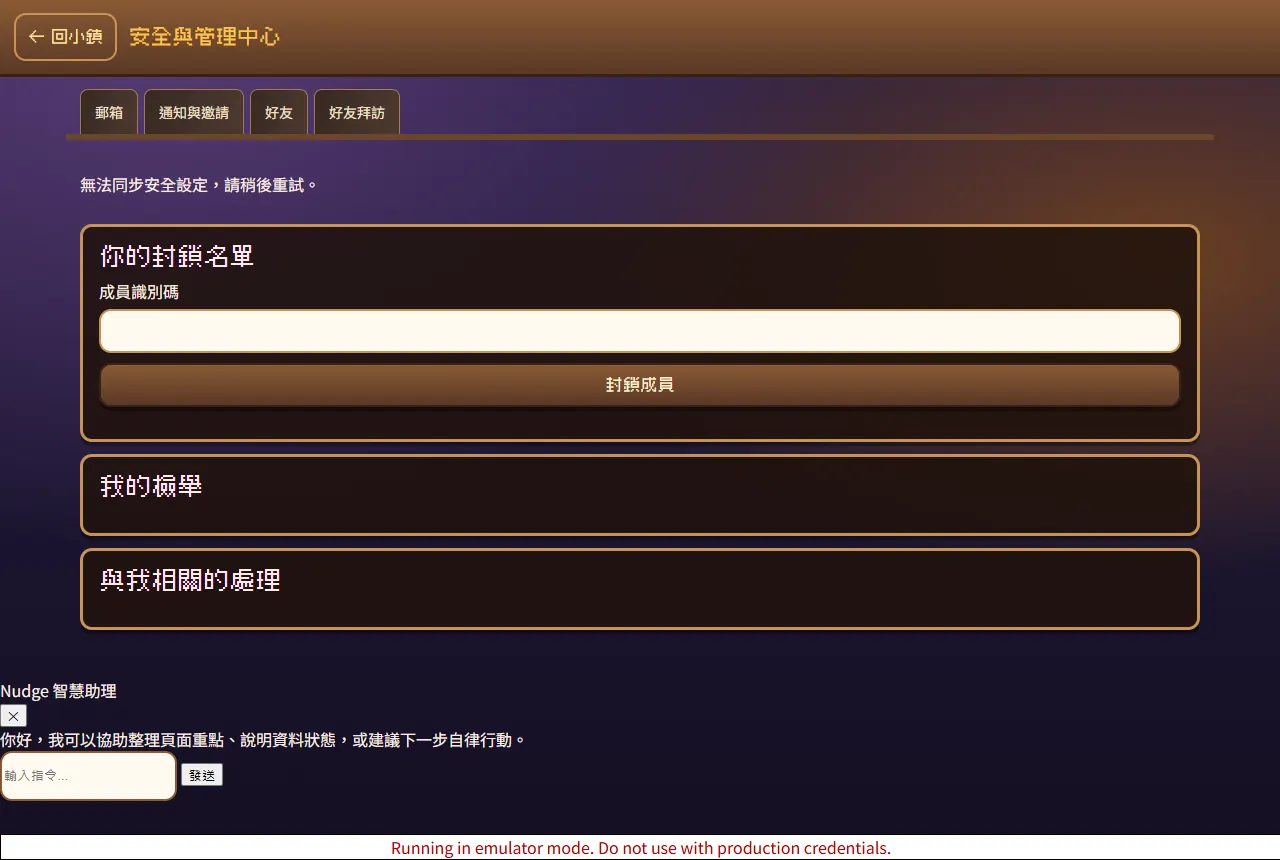 ← 回小鎮
安全與管理中心
郵箱
通知與邀請
好友
好友拜訪
無法同步安全設定，請稍後重試。
你的封鎖名單
成員識別碼
封鎖成員
我的檢舉
與我相關的處理
Nudge 智慧助理
×
你好，我可以協助整理頁面重點、說明資料狀態，或建議下一步自律行動。
輸入指令...
發送
Running in emulator mode. Do not use with production credentials.